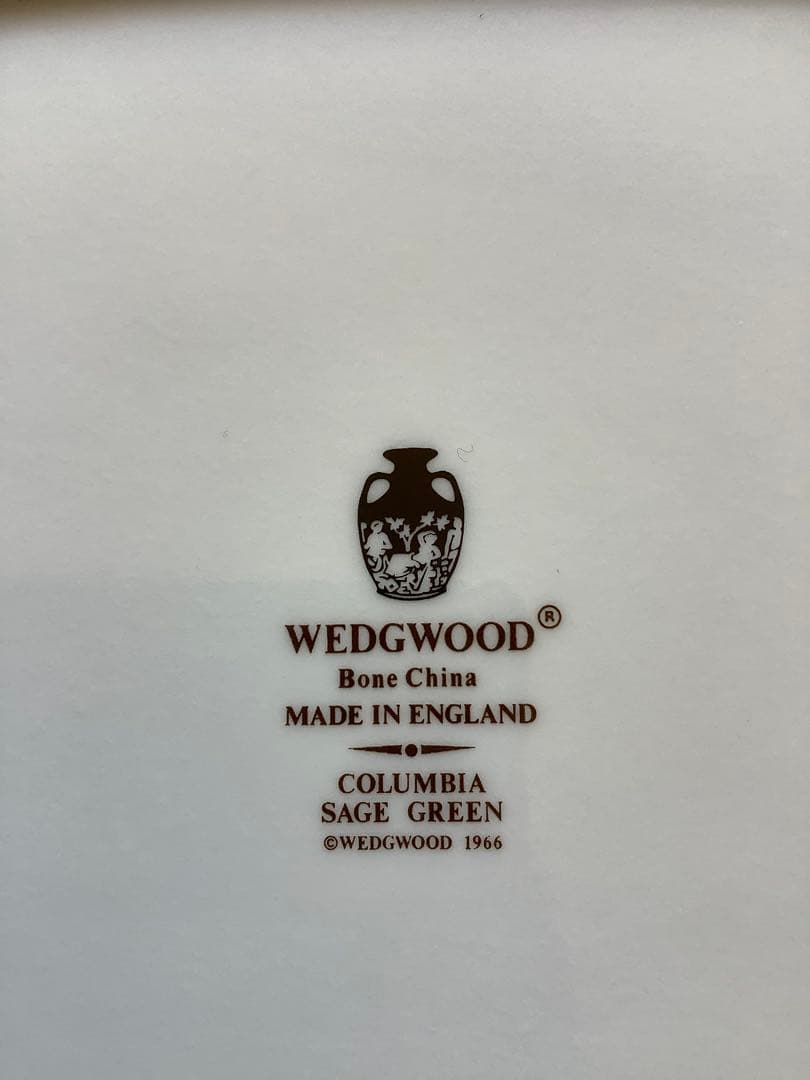 WEDGWOOD®
Bone China
MADE IN ENGLAND
COLUMBIA
SAGE GREEN
©WEDGWOOD 1966